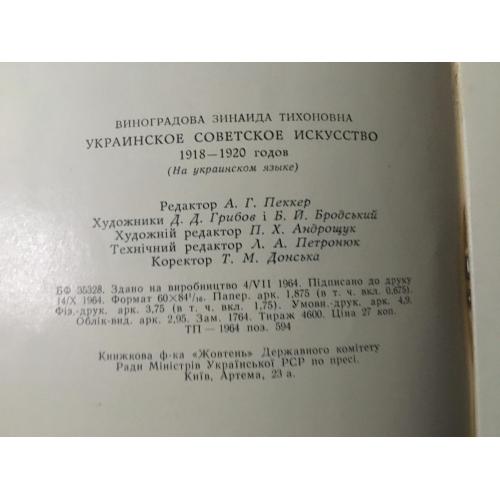 ВИНОГРАДОВА ЗИНАИДА ТИХОНОВНА
УКРАИНСКОЕ СОВЕТСКОЕ ИСКУССТВО
1918—1920 годов
(На украинском языке)
Редактор А. Г. Пеккер
Художники Д. Д. Грибов і Б. Й. Бродський
Художній редактор П. Х. Андрощук
Технічний редактор Л. А. Петронюк
Коректор Т. М. Донська
БФ 35328. Здано на виробництво 4/VII 1964. Підписано до друку
14/X 1964. Формат 60×84¹/₁₆. Папер. арк. 1,875 (в т. ч. вкл. 0,675).
Фіз.-друк. арк. 3,75 (в т. ч. вкл. 1,75). Умовн.-друк. арк. 4,9.
Облік-вид. арк. 2,95. Зам. 1764. Тираж 4600. Ціна 27 коп.
ТП — 1964 поз. 594
Книжкова ф-ка «Жовтень» Державного комітету
Ради Міністрів Української РСР по пресі.
Київ, Артема, 23 а.